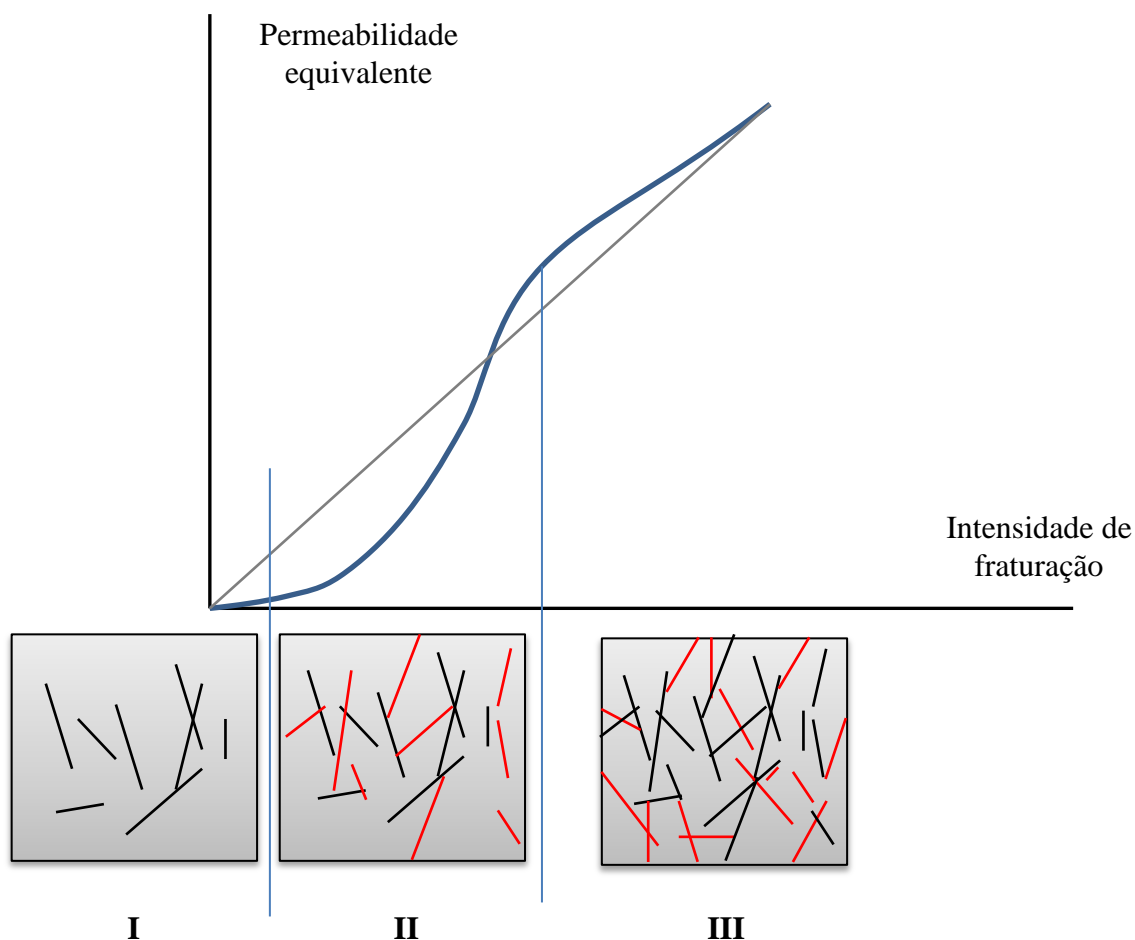 Permeabilidade
equivalente
Intensidade de
fraturação
I
II
III